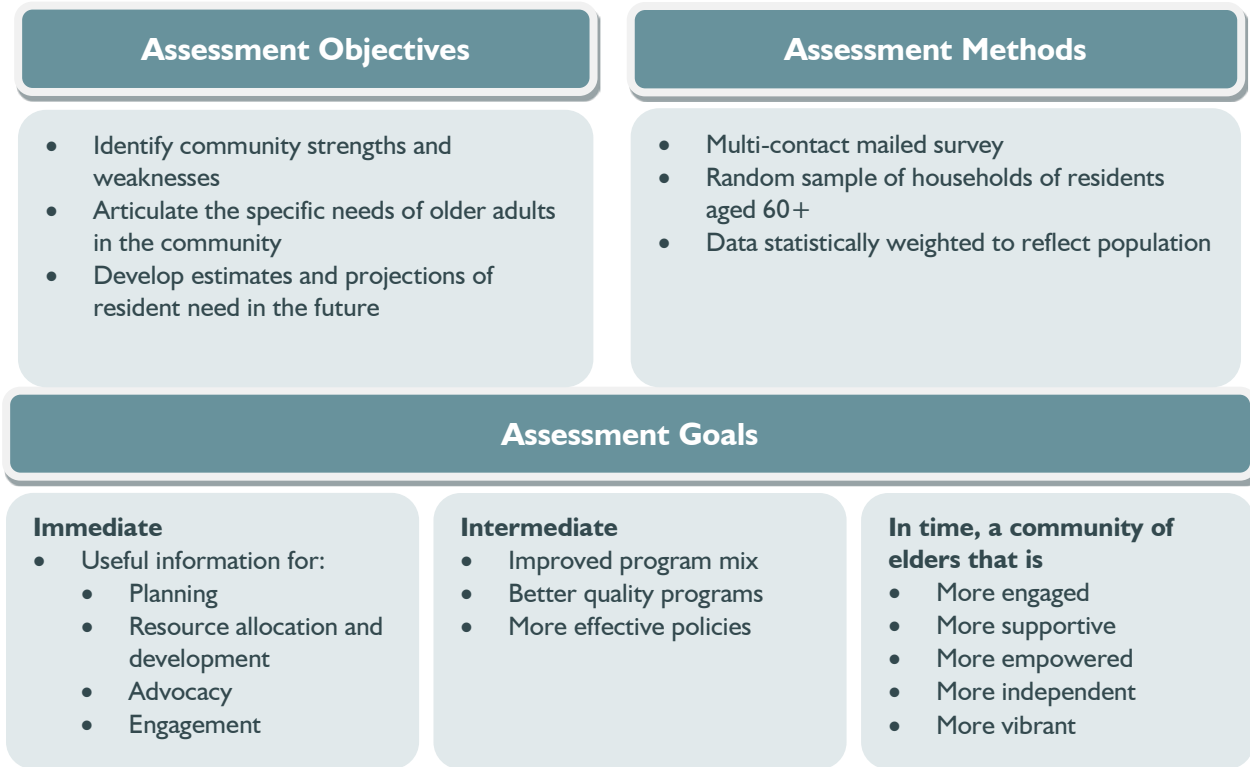 Assessment Objectives
• Identify community strengths and
weaknesses
• Articulate the specific needs of older adults
in the community
• Develop estimates and projections of
resident need in the future
Assessment Methods
• Multi-contact mailed survey
• Random sample of households of residents
aged 60+
• Data statistically weighted to reflect population
Assessment Goals
Immediate
• Useful information for:
• Planning
• Resource allocation and
development
• Advocacy
• Engagement
Intermediate
• Improved program mix
• Better quality programs
• More effective policies
In time, a community of
elders that is
• More engaged
• More supportive
• More empowered
• More independent
• More vibrant